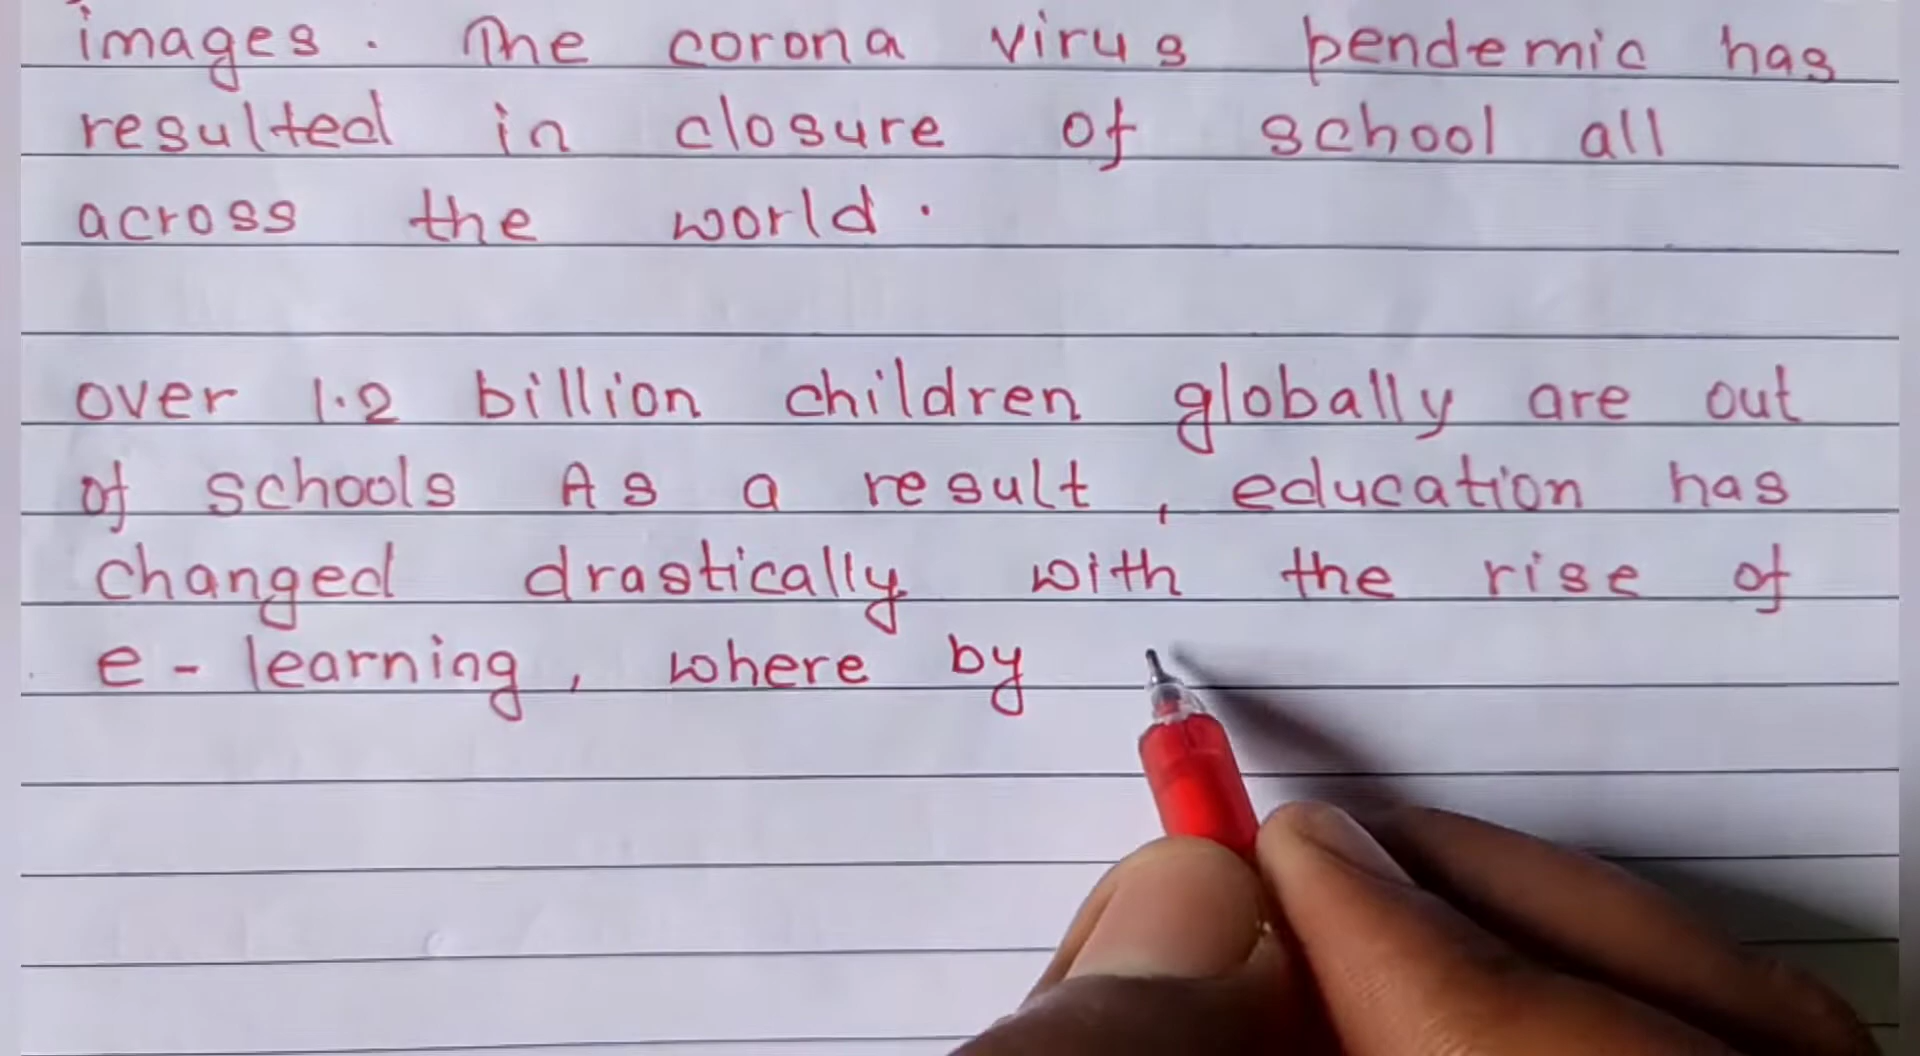 images. The corona virus pendemic has
resulted in closure of school all
across the world.
over 1.2 billion children globally are out
of schools As a result, education has
changed drastically with the rise of
e-learning, where by